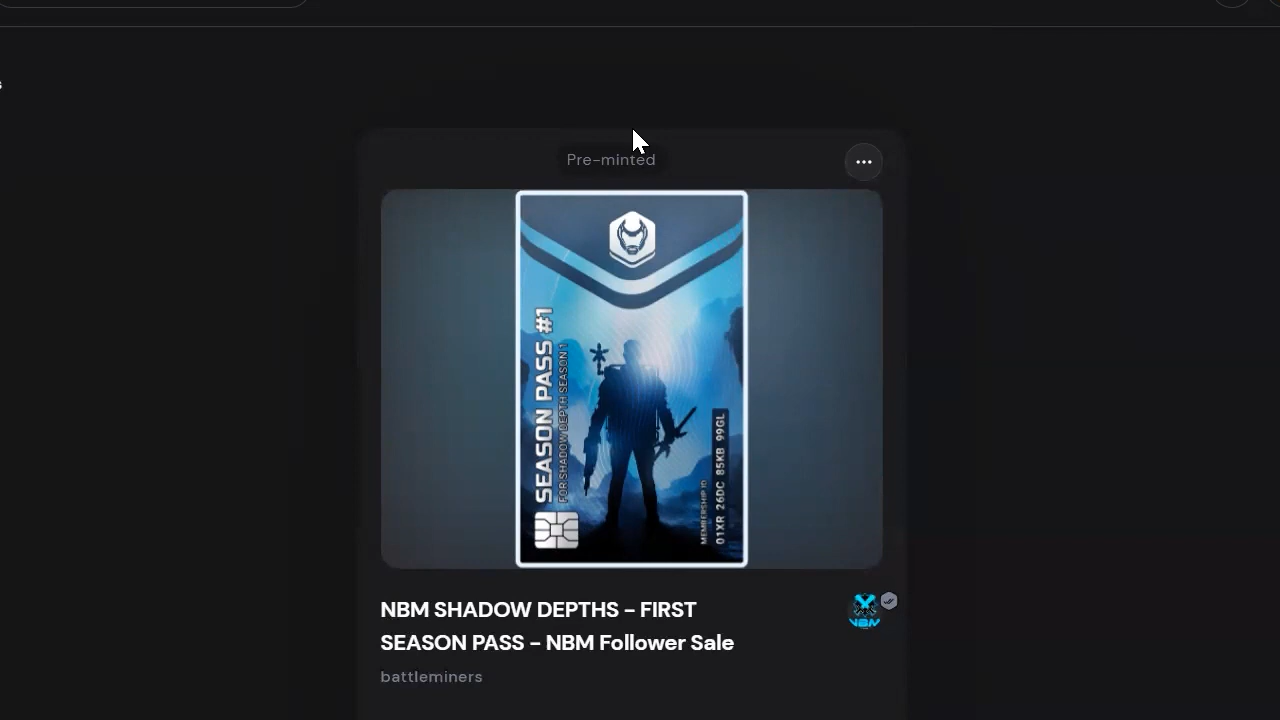 s
Pre-minted
SEASON PASS #1
FOR SHADOW DEPTH SEASON 1
MEMBERSHIP ID
01XR 26DC 85KB 99GL
NBM SHADOW DEPTHS – FIRST
SEASON PASS – NBM Follower Sale
NBM
battleminers